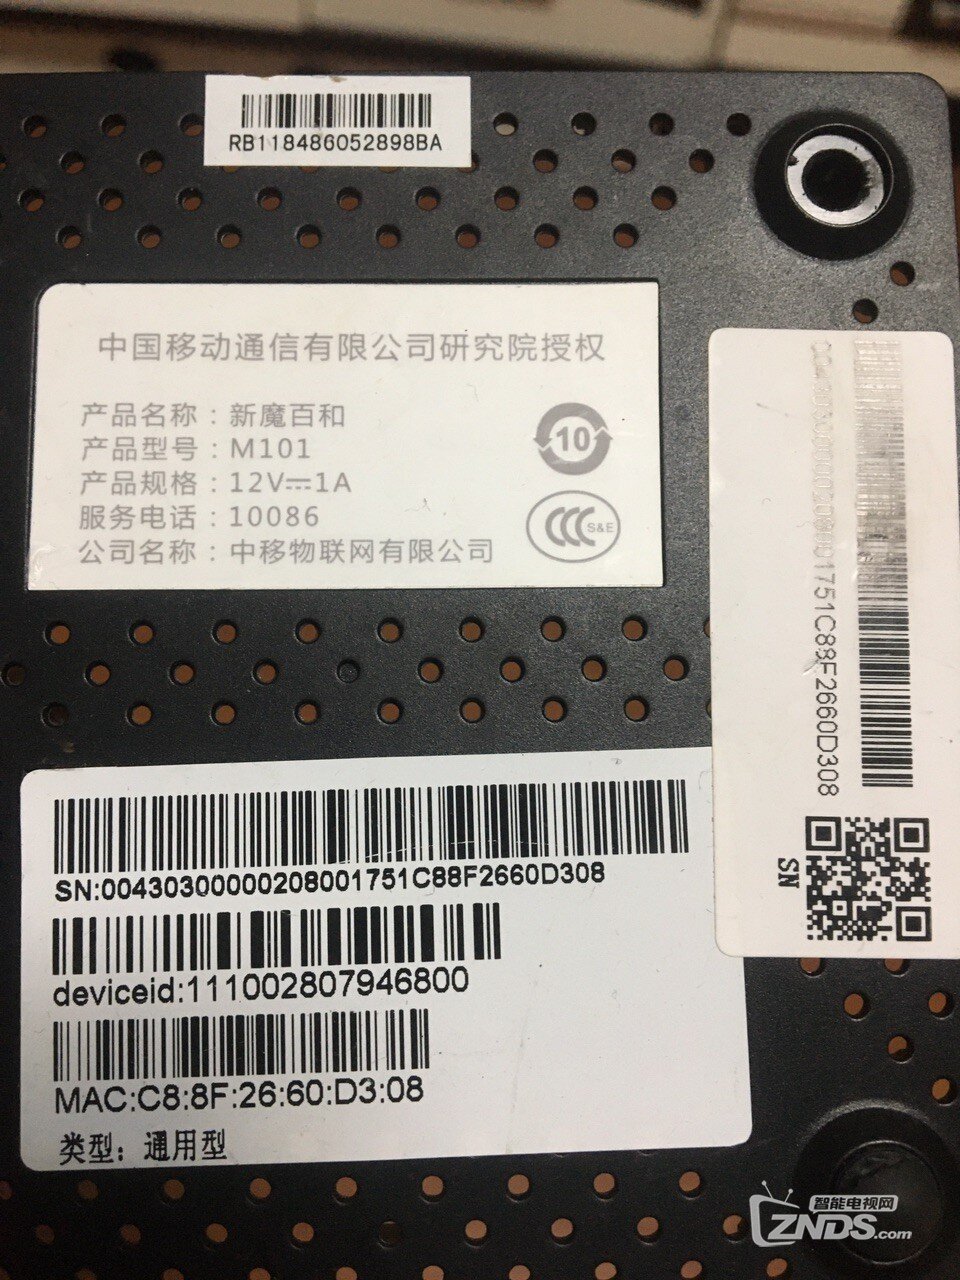 RB118486052898BA
中国移动通信有限公司研究院授权
产品名称：新魔百和
产品型号：M101
产品规格：12V⎓1A
服务电话：10086
公司名称：中移物联网有限公司
10
S&E
SN:00430300000208001751C88F2660D308
deviceid:111002807946800
MAC:C8:8F:26:60:D3:08
类型：通用型
SN
智能电视网
ZNDS.com